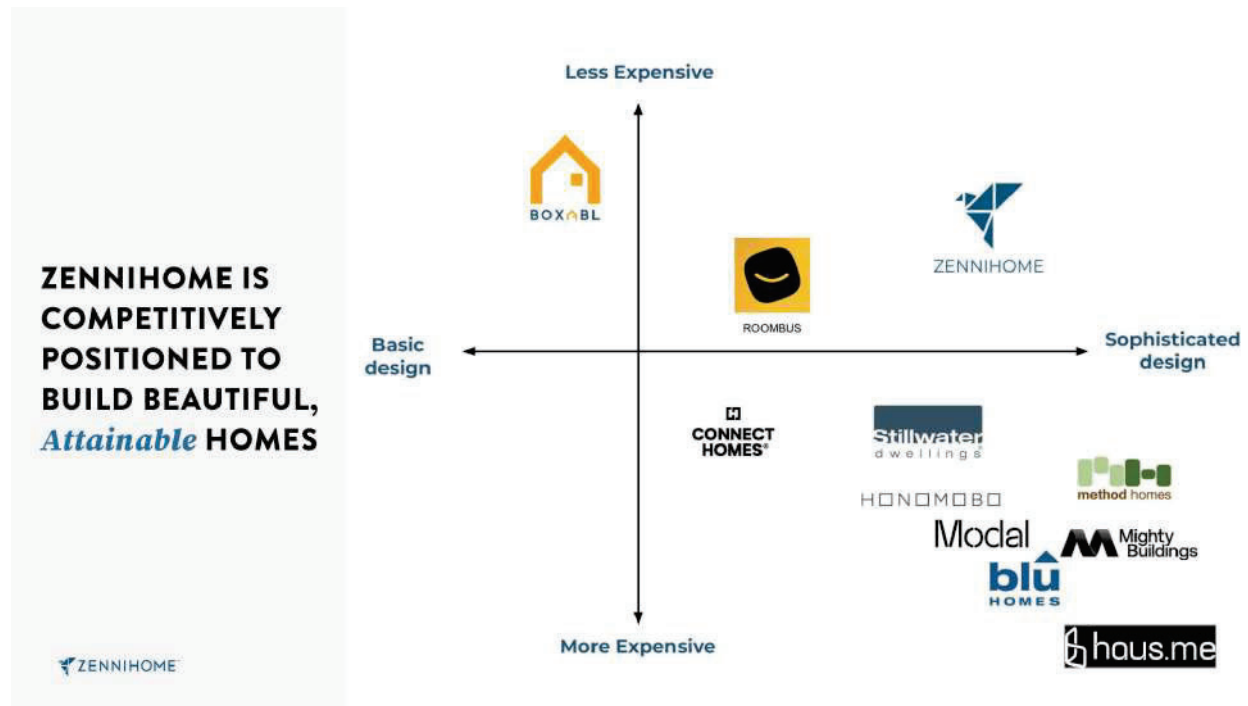 ZENNIHOME IS
COMPETITIVELY
POSITIONED TO
BUILD BEAUTIFUL,
Attainable HOMES
ZENNIHOME
Less Expensive
BOXABL
ZENNIHOME
ROOMBUS
Basic
design
Sophisticated
design
CONNECT
HOMES®
Stillwater
dwellings®
method homes
HONOMOBO
Modal
Mighty
Buildings
blu
HOMES
More Expensive
haus.me